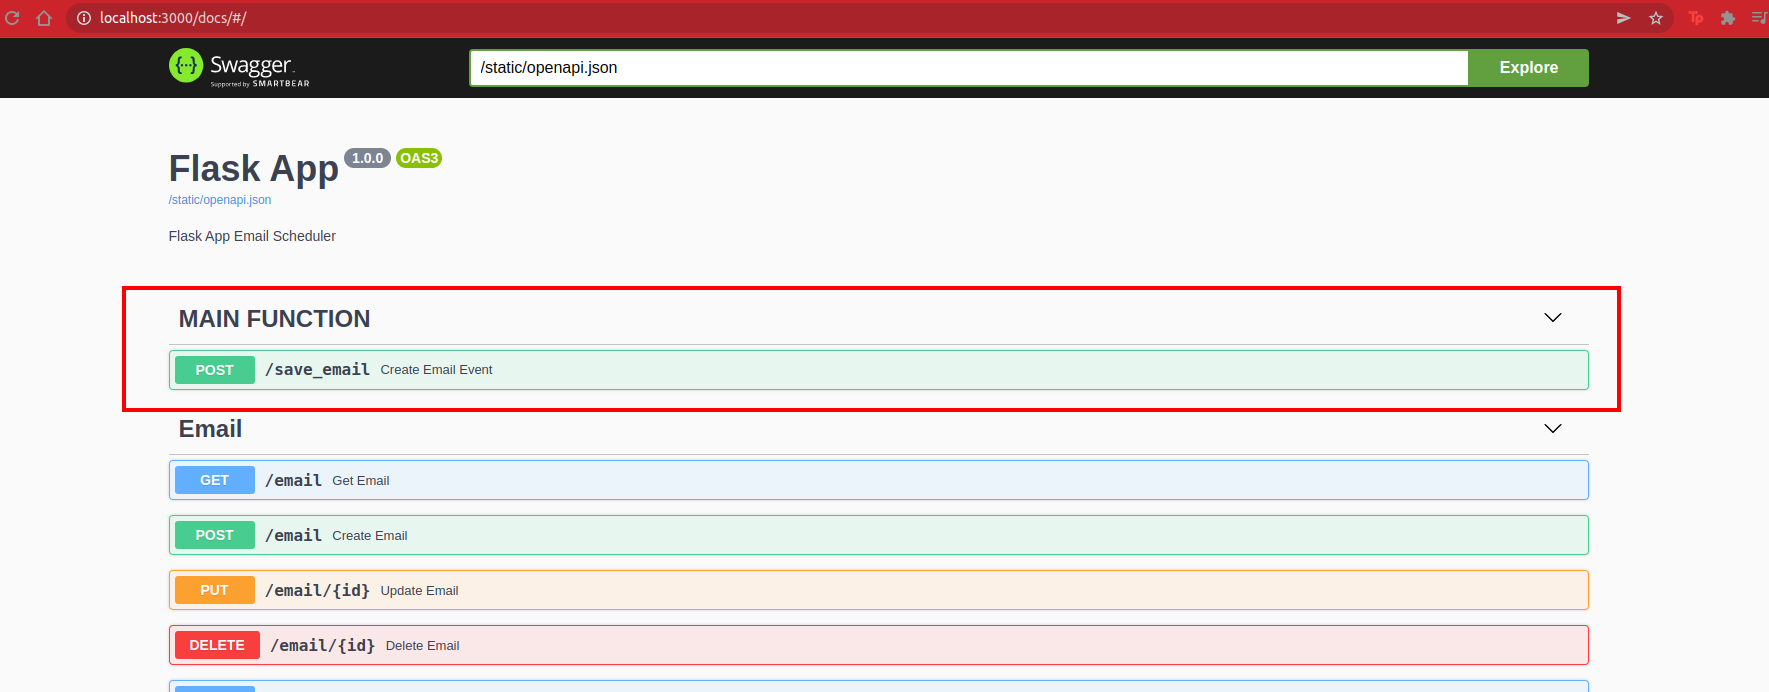 localhost:3000/docs/#/
Tp
{···} Swagger.
Supported by SMARTBEAR
/static/openapi.json
Explore
Flask App 1.0.0 OAS3
/static/openapi.json
Flask App Email Scheduler
MAIN FUNCTION
POST /save_email Create Email Event
Email
GET /email Get Email
POST /email Create Email
PUT /email/{id} Update Email
DELETE /email/{id} Delete Email